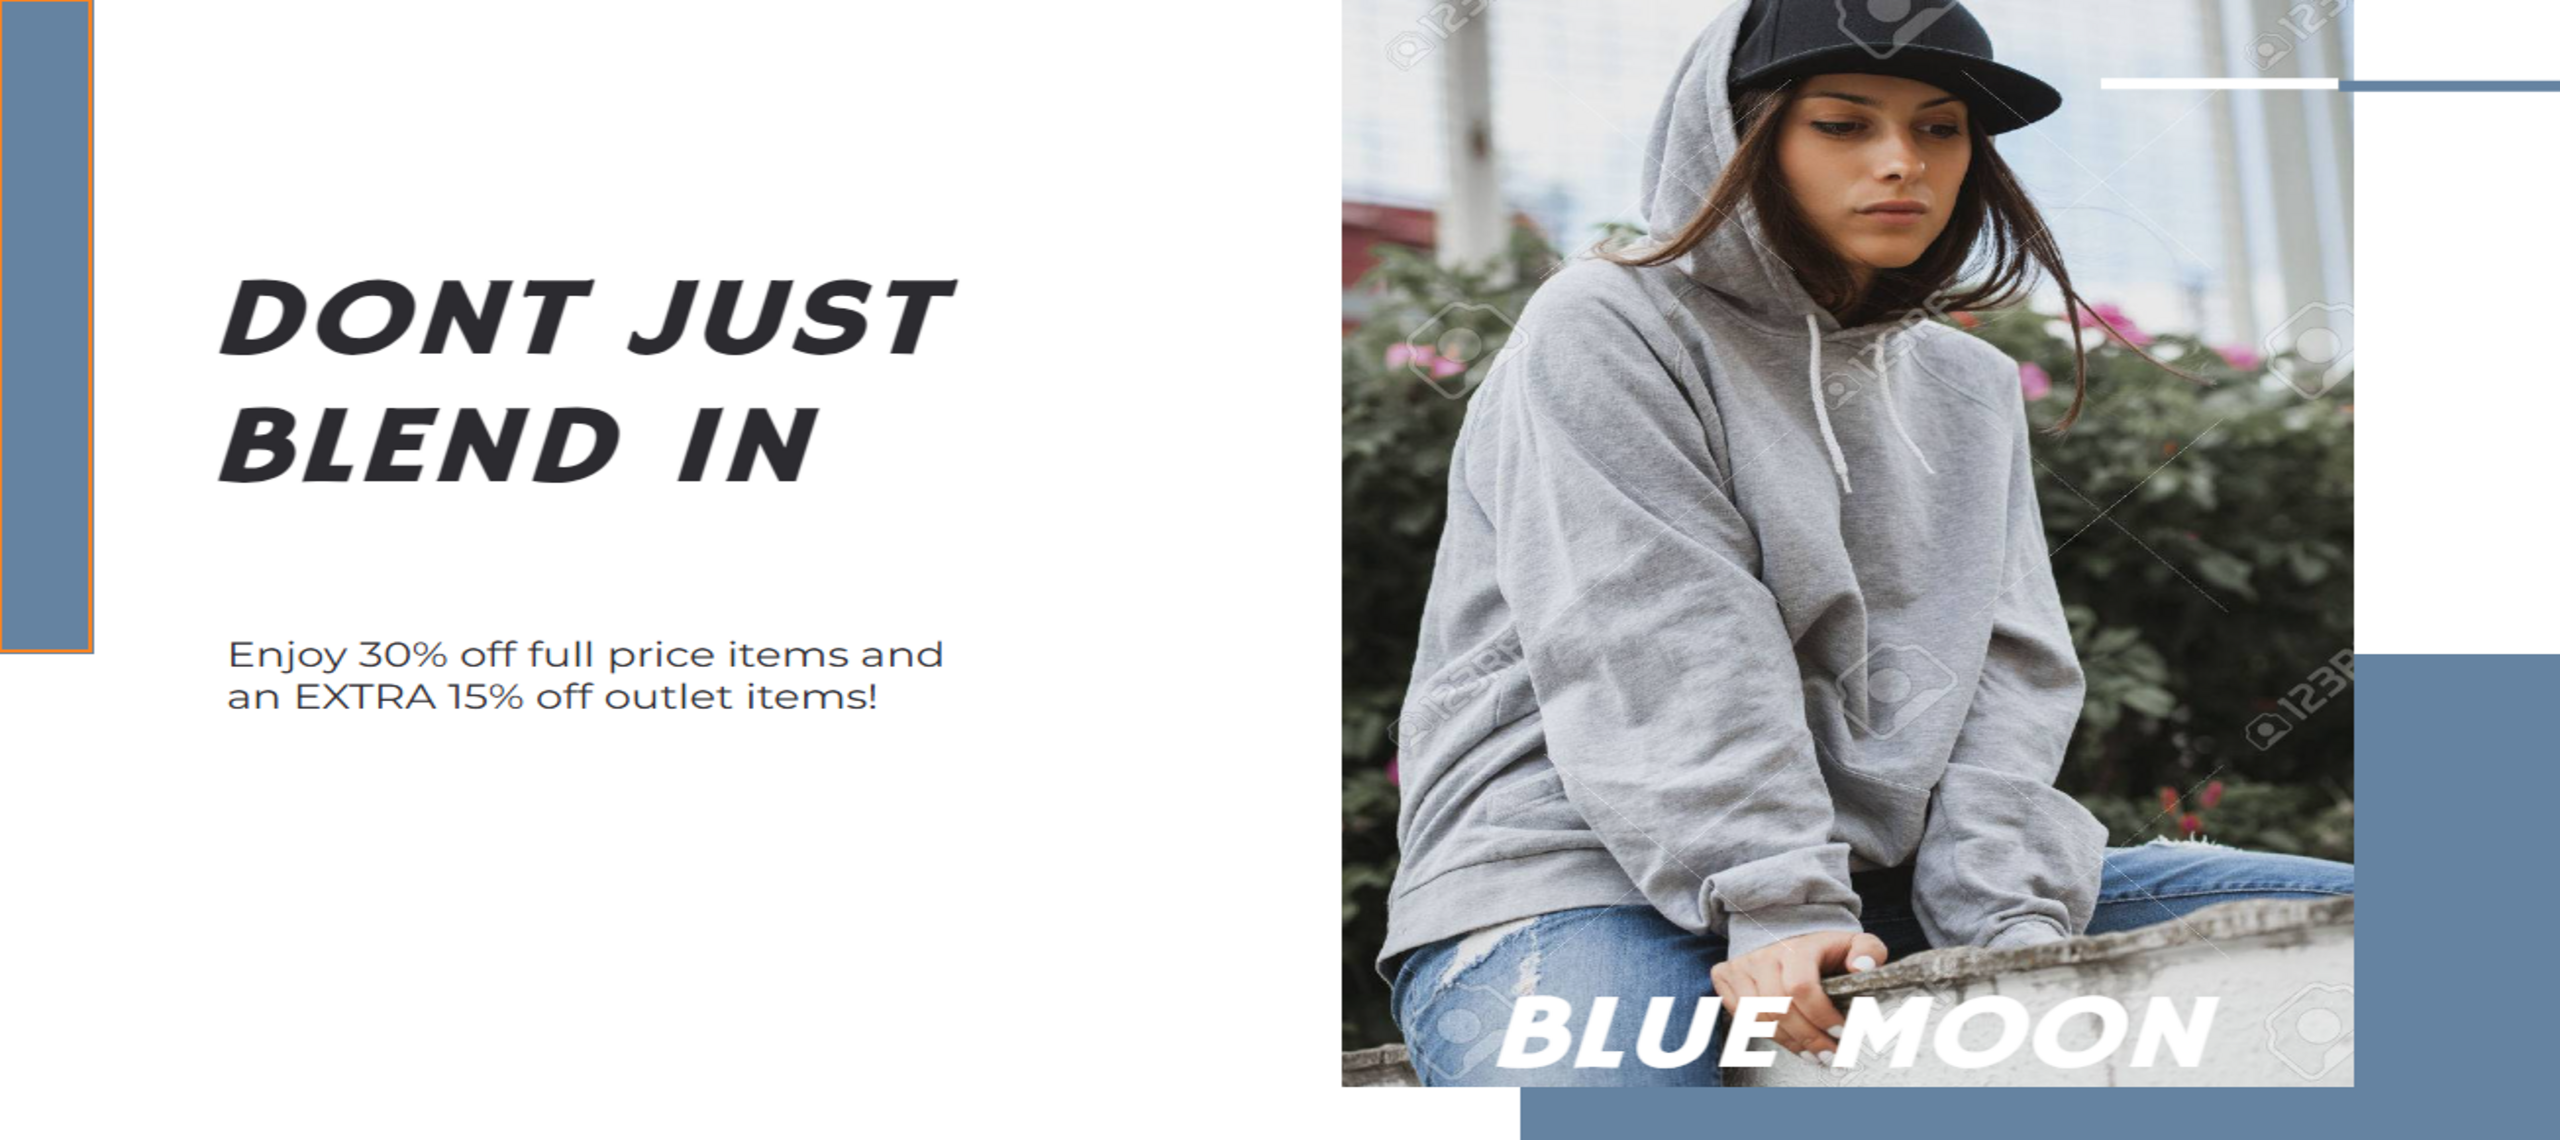 DONT JUST
BLEND IN
Enjoy 30% off full price items and
an EXTRA 15% off outlet items!
BLUE MOON
123RF